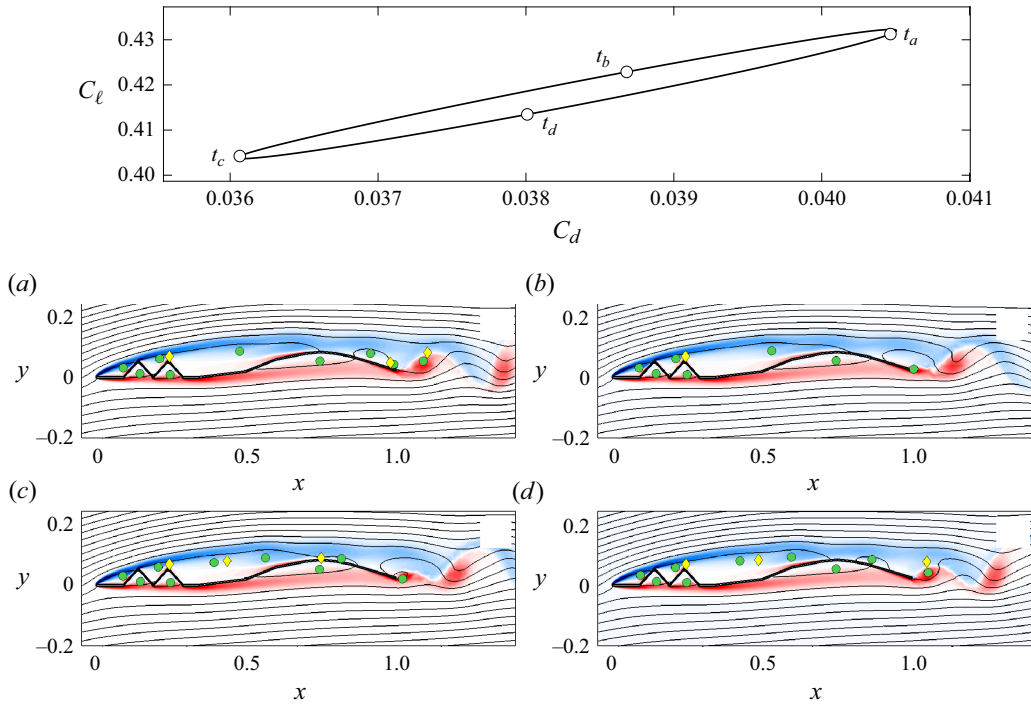 0.43
0.42
0.41
0.40
C_ℓ
t_a
t_b
t_d
t_c
0.036 0.037 0.038 0.039 0.040 0.041
C_d
(a) (b)
0.2 0.2
y 0 y 0
–0.2 –0.2
0 0.5 1.0 0 0.5 1.0
x x
(c) (d)
0.2 0.2
y 0 y 0
–0.2 –0.2
0 0.5 1.0 0 0.5 1.0
x x